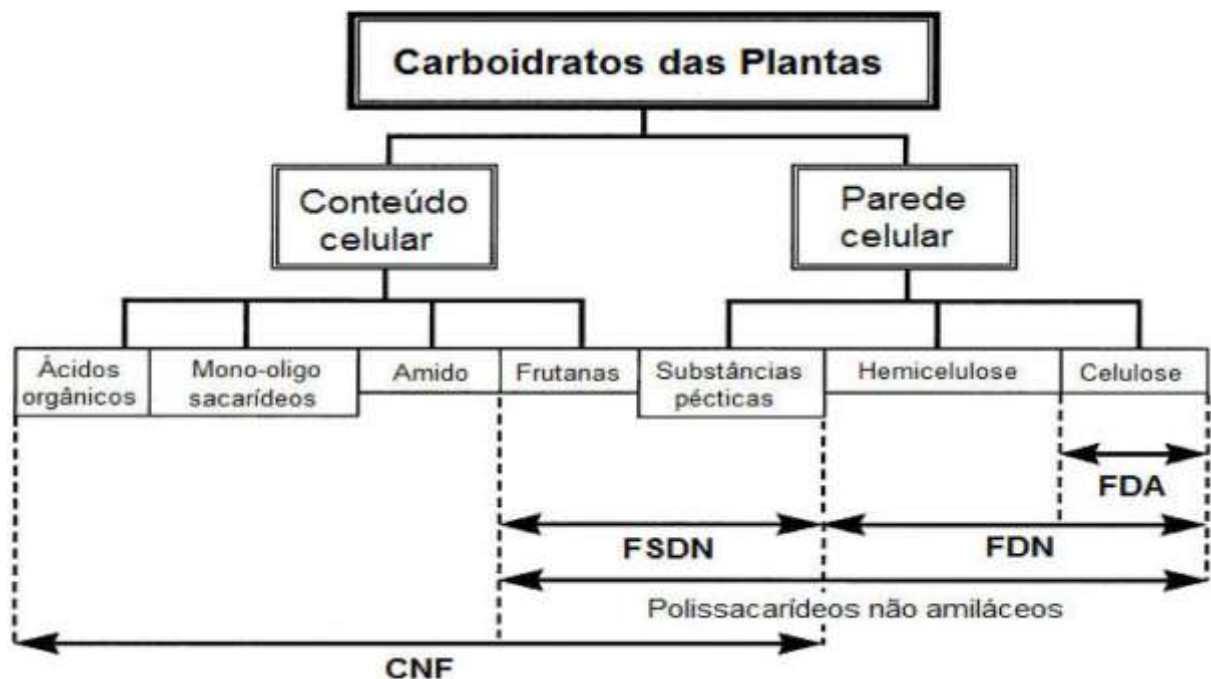 Carboidratos das Plantas
Conteúdo
celular
Parede
celular
Ácidos
orgânicos
Mono-oligo
sacarídeos
Amido
Frutanas
Substâncias
pécticas
Hemicelulose
Celulose
FDA
FSDN
FDN
Polissacarídeos não amiláceos
CNF